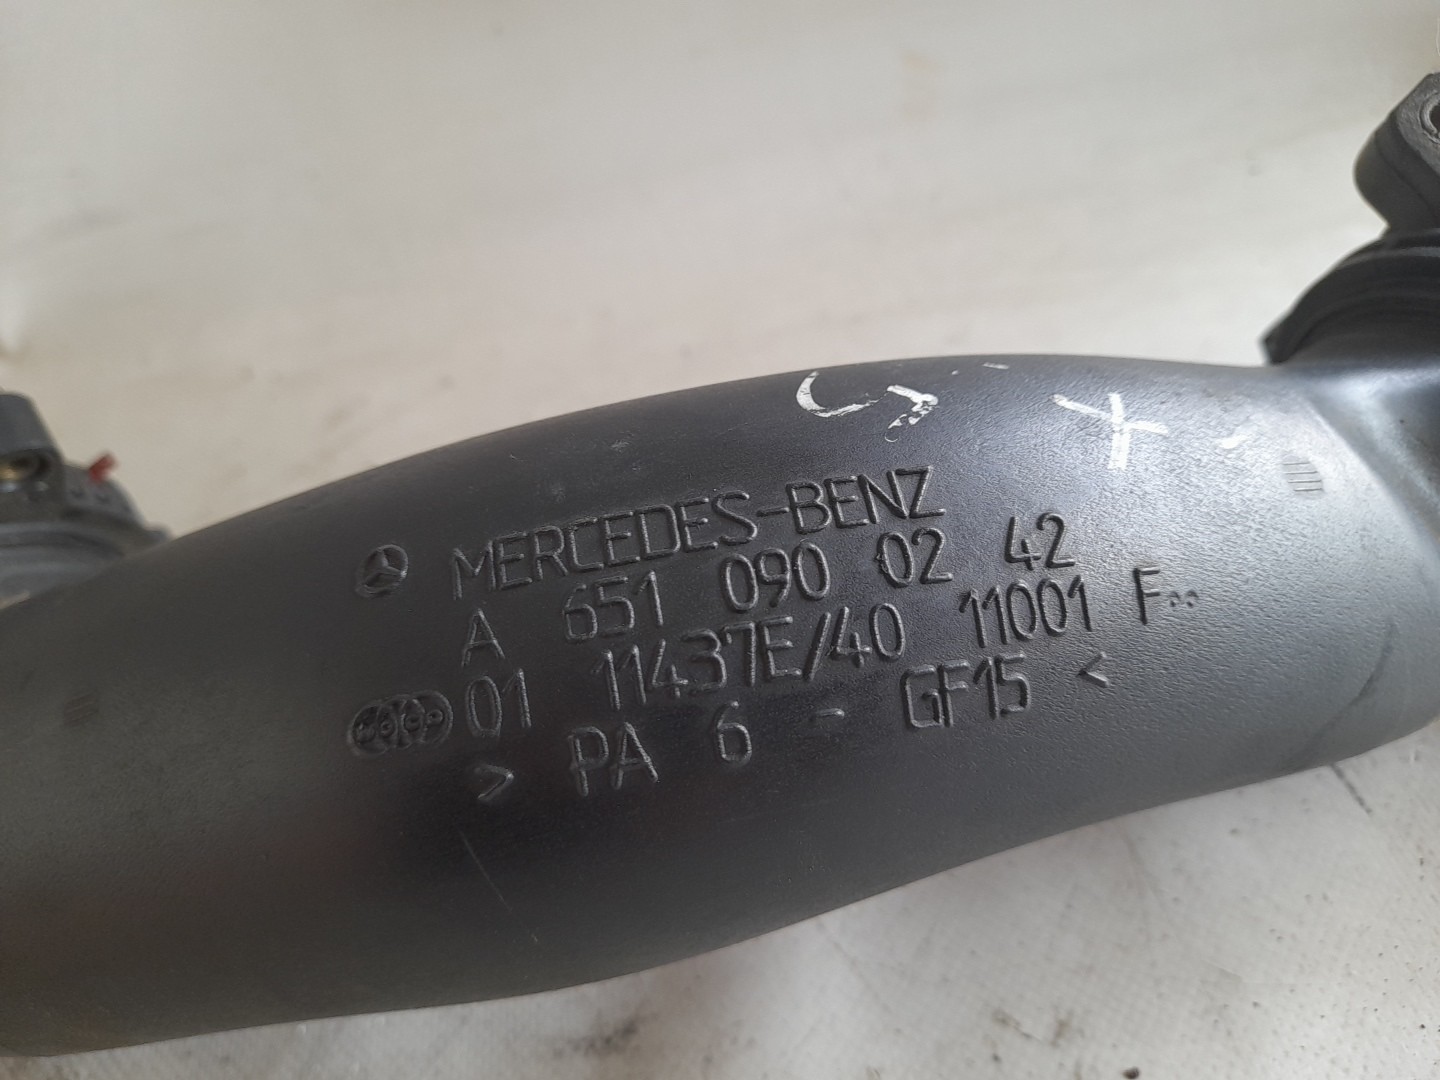 MERCEDES-BENZ
A 651 090 02 42
01 11437E/40 11001 F..
> PA 6 - GF15 <